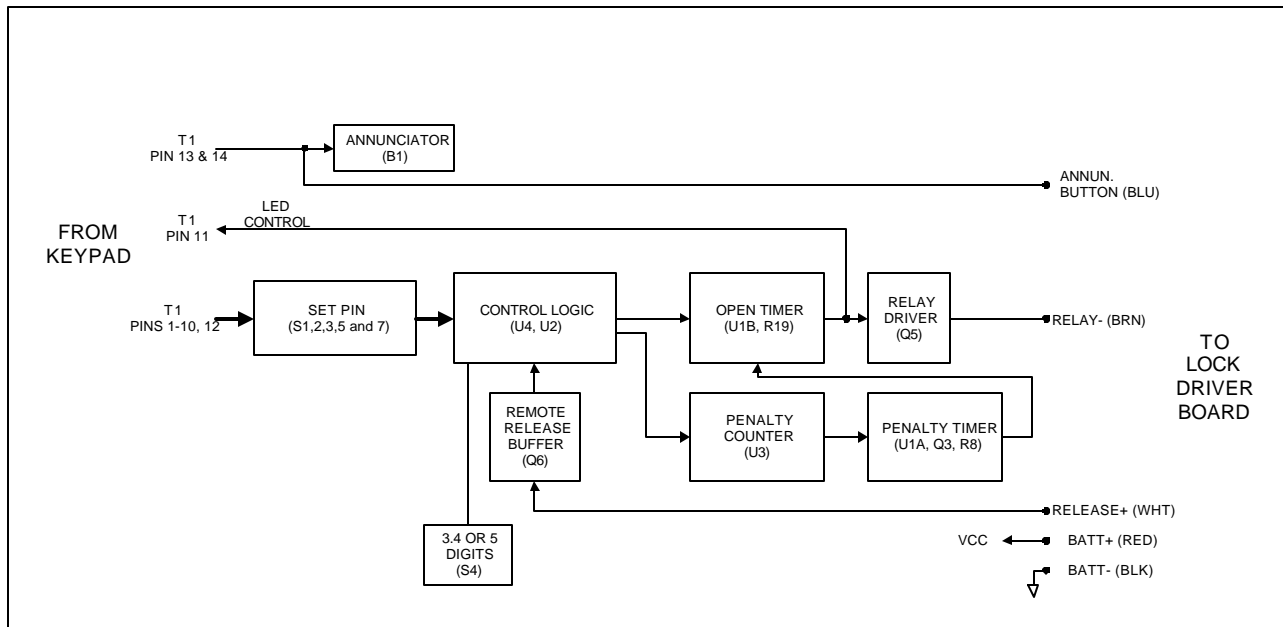 T1
PIN 13 & 14
ANNUNCIATOR
(B1)
ANNUN.
BUTTON (BLU)
FROM
KEYPAD
T1
PIN 11
LED
CONTROL
T1
PINS 1-10, 12
SET PIN
(S1,2,3,5 and 7)
CONTROL LOGIC
(U4, U2)
OPEN TIMER
(U1B, R19)
RELAY
DRIVER
(Q5)
RELAY- (BRN)
TO
LOCK
DRIVER
BOARD
REMOTE
RELEASE
BUFFER
(Q6)
PENALTY
COUNTER
(U3)
PENALTY TIMER
(U1A, Q3, R8)
3.4 OR 5
DIGITS
(S4)
RELEASE+ (WHT)
VCC
BATT+ (RED)
BATT- (BLK)